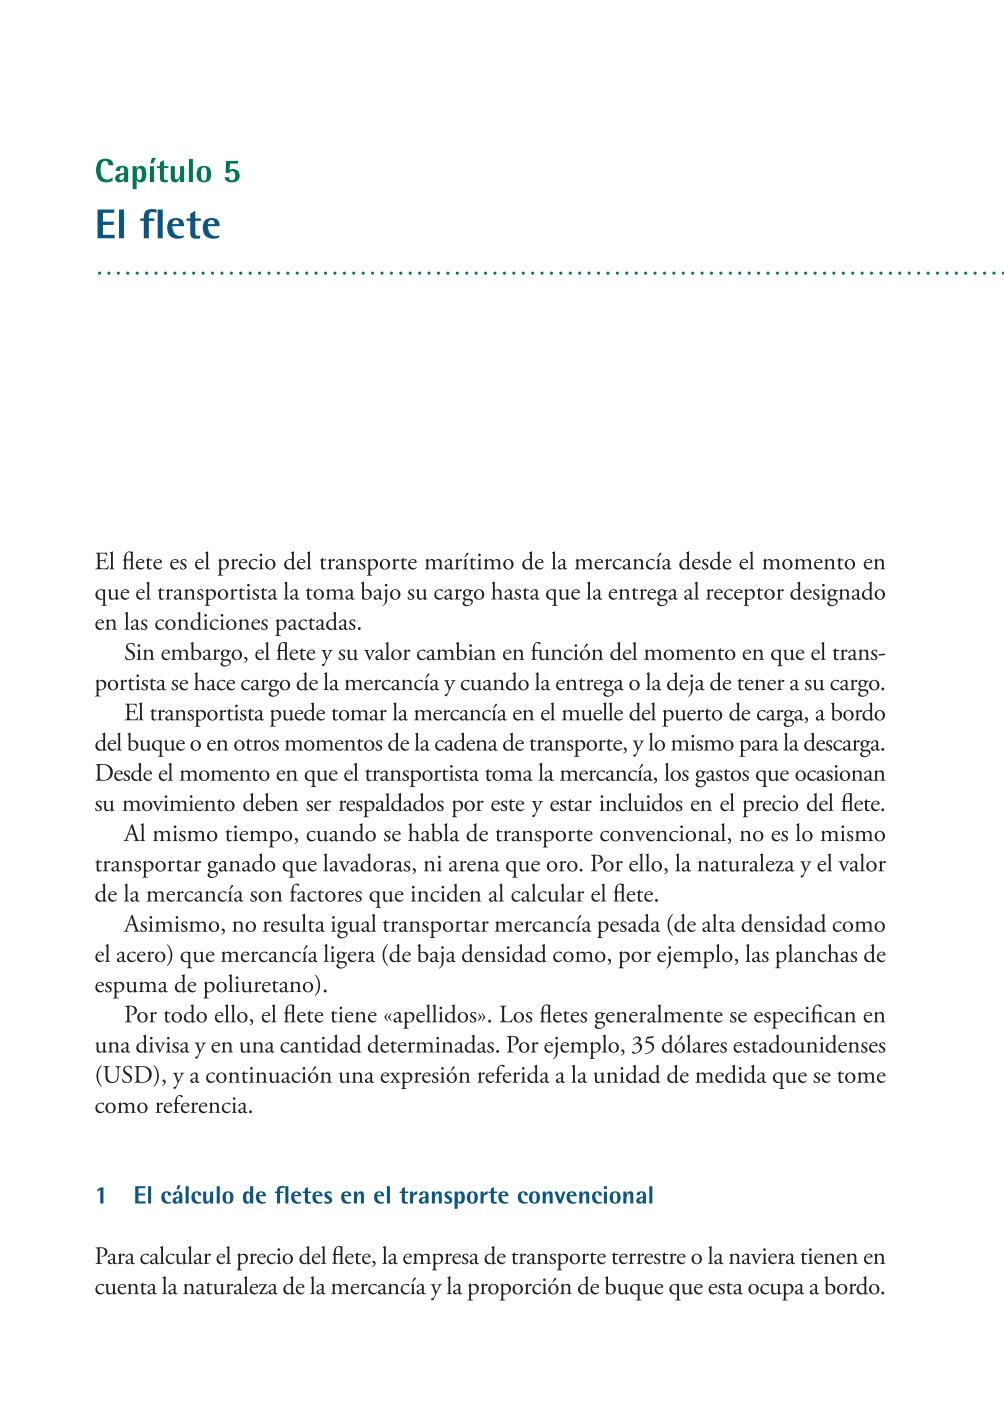 Capítulo 5
El flete
El flete es el precio del transporte marítimo de la mercancía desde el momento en
que el transportista la toma bajo su cargo hasta que la entrega al receptor designado
en las condiciones pactadas.
Sin embargo, el flete y su valor cambian en función del momento en que el trans-
portista se hace cargo de la mercancía y cuando la entrega o la deja de tener a su cargo.
El transportista puede tomar la mercancía en el muelle del puerto de carga, a bordo
del buque o en otros momentos de la cadena de transporte, y lo mismo para la descarga.
Desde el momento en que el transportista toma la mercancía, los gastos que ocasionan
su movimiento deben ser respaldados por este y estar incluidos en el precio del flete.
Al mismo tiempo, cuando se habla de transporte convencional, no es lo mismo
transportar ganado que lavadoras, ni arena que oro. Por ello, la naturaleza y el valor
de la mercancía son factores que inciden al calcular el flete.
Asimismo, no resulta igual transportar mercancía pesada (de alta densidad como
el acero) que mercancía ligera (de baja densidad como, por ejemplo, las planchas de
espuma de poliuretano).
Por todo ello, el flete tiene «apellidos». Los fletes generalmente se especifican en
una divisa y en una cantidad determinadas. Por ejemplo, 35 dólares estadounidenses
(USD), y a continuación una expresión referida a la unidad de medida que se tome
como referencia.
1 El cálculo de fletes en el transporte convencional
Para calcular el precio del flete, la empresa de transporte terrestre o la naviera tienen en
cuenta la naturaleza de la mercancía y la proporción de buque que esta ocupa a bordo.